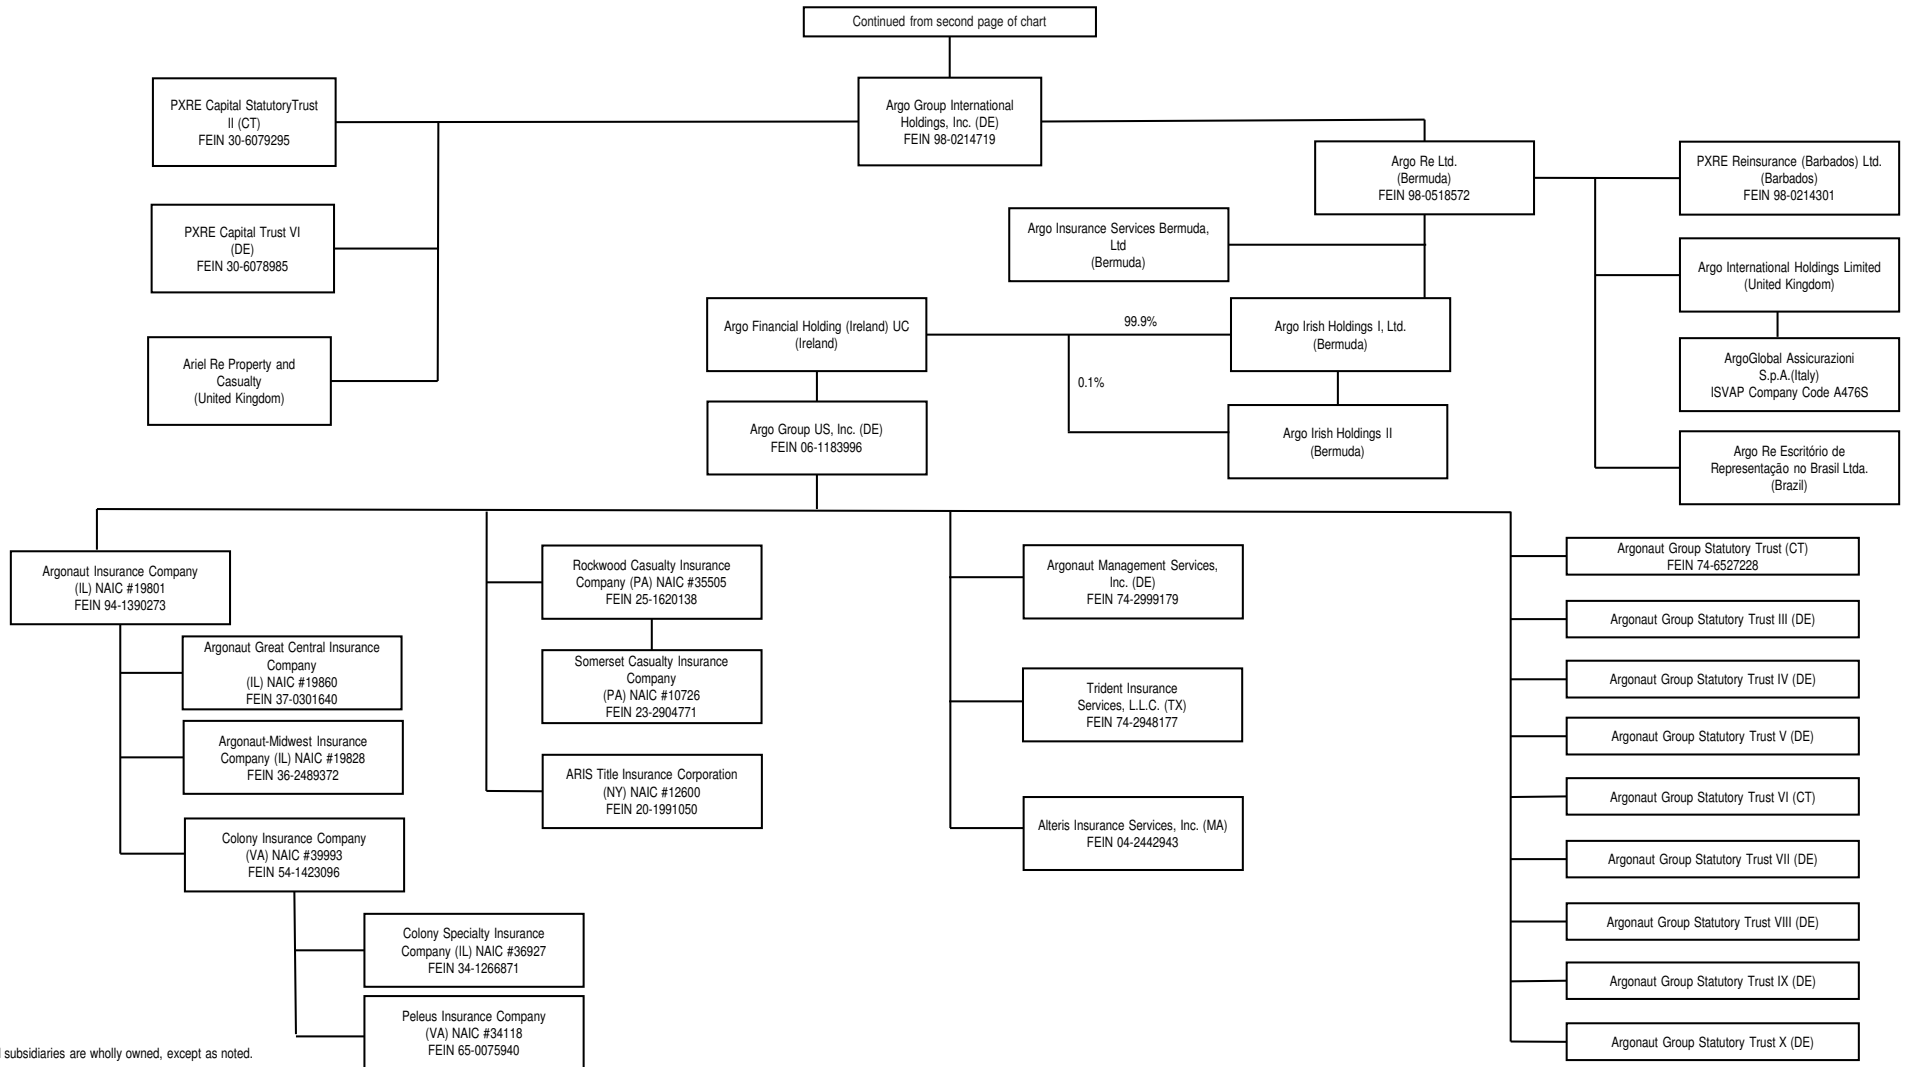 Continued from second page of chart
PXRE Capital StatutoryTrust
II (CT)
FEIN 30-6079295
Argo Group International
Holdings, Inc. (DE)
FEIN 98-0214719
Argo Re Ltd.
(Bermuda)
FEIN 98-0518572
PXRE Reinsurance (Barbados) Ltd.
(Barbados)
FEIN 98-0214301
PXRE Capital Trust VI
(DE)
FEIN 30-6078985
Argo Insurance Services Bermuda,
Ltd
(Bermuda)
Argo International Holdings Limited
(United Kingdom)
Argo Financial Holding (Ireland) UC
(Ireland)
99.9%
Argo Irish Holdings I, Ltd.
(Bermuda)
Ariel Re Property and
Casualty
(United Kingdom)
0.1%
ArgoGlobal Assicurazioni
S.p.A.(Italy)
ISVAP Company Code A476S
Argo Group US, Inc. (DE)
FEIN 06-1183996
Argo Irish Holdings II
(Bermuda)
Argo Re Escritório de
Representação no Brasil Ltda.
(Brazil)
Argonaut Insurance Company
(IL) NAIC #19801
FEIN 94-1390273
Argonaut Great Central Insurance
Company
(IL) NAIC #19860
FEIN 37-0301640
Argonaut-Midwest Insurance
Company (IL) NAIC #19828
FEIN 36-2489372
Colony Insurance Company
(VA) NAIC #39993
FEIN 54-1423096
Colony Specialty Insurance
Company (IL) NAIC #36927
FEIN 34-1266871
Peleus Insurance Company
(VA) NAIC #34118
FEIN 65-0075940
Rockwood Casualty Insurance
Company (PA) NAIC #35505
FEIN 25-1620138
Somerset Casualty Insurance
Company
(PA) NAIC #10726
FEIN 23-2904771
ARIS Title Insurance Corporation
(NY) NAIC #12600
FEIN 20-1991050
Argonaut Management Services,
Inc. (DE)
FEIN 74-2999179
Trident Insurance
Services, L.L.C. (TX)
FEIN 74-2948177
Alteris Insurance Services, Inc. (MA)
FEIN 04-2442943
Argonaut Group Statutory Trust (CT)
FEIN 74-6527228
Argonaut Group Statutory Trust III (DE)
Argonaut Group Statutory Trust IV (DE)
Argonaut Group Statutory Trust V (DE)
Argonaut Group Statutory Trust VI (CT)
Argonaut Group Statutory Trust VII (DE)
Argonaut Group Statutory Trust VIII (DE)
Argonaut Group Statutory Trust IX (DE)
Argonaut Group Statutory Trust X (DE)
subsidiaries are wholly owned, except as noted.